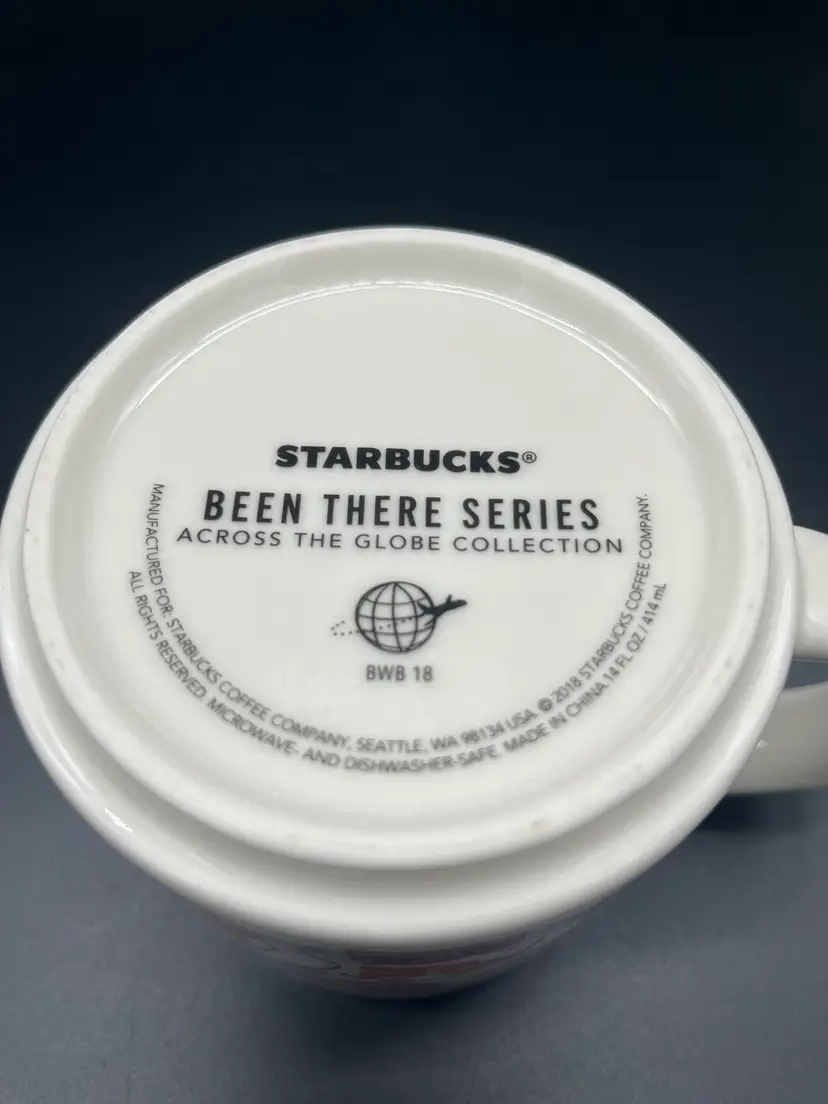 STARBUCKS®
BEEN THERE SERIES
ACROSS THE GLOBE COLLECTION
BWB 18
MANUFACTURED FOR: STARBUCKS COFFEE COMPANY, SEATTLE, WA 98134 USA © 2018 STARBUCKS COFFEE COMPANY.
ALL RIGHTS RESERVED. MICROWAVE- AND DISHWASHER-SAFE. MADE IN CHINA 14 FL OZ / 414 mL